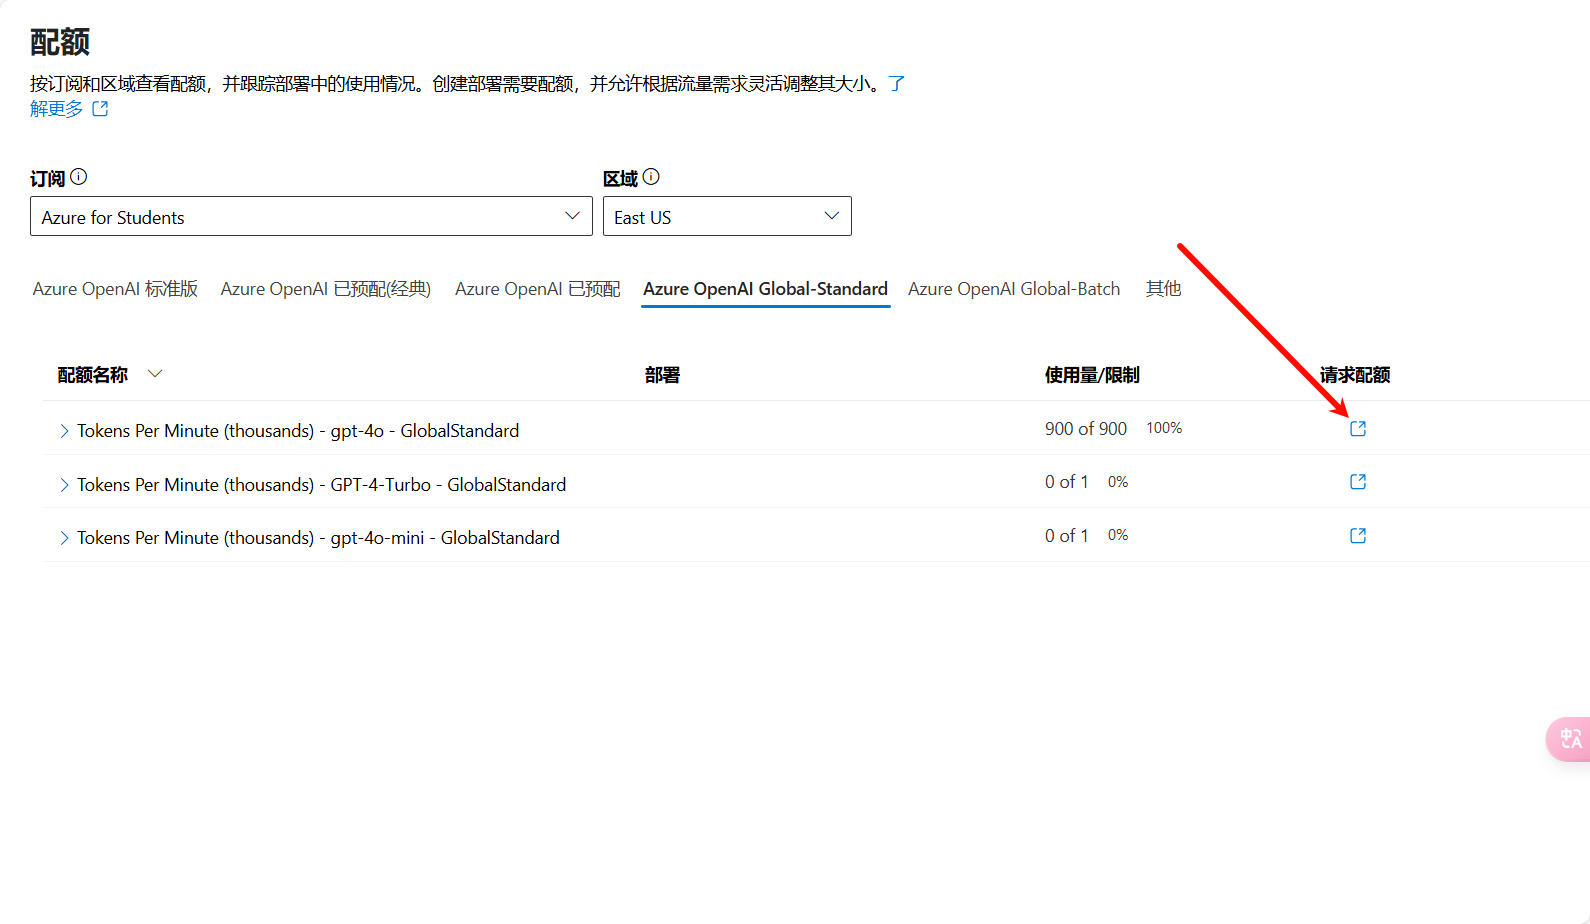 配额
按订阅和区域查看配额，并跟踪部署中的使用情况。创建部署需要配额，并允许根据流量需求灵活调整其大小。了
解更多
订阅 区域
Azure for Students East US
Azure OpenAI 标准版 Azure OpenAI 已预配(经典) Azure OpenAI 已预配 Azure OpenAI Global-Standard Azure OpenAI Global-Batch 其他
配额名称 部署 使用量/限制 请求配额
Tokens Per Minute (thousands) - gpt-4o - GlobalStandard 900 of 900 100%
Tokens Per Minute (thousands) - GPT-4-Turbo - GlobalStandard 0 of 1 0%
Tokens Per Minute (thousands) - gpt-4o-mini - GlobalStandard 0 of 1 0%
中 A